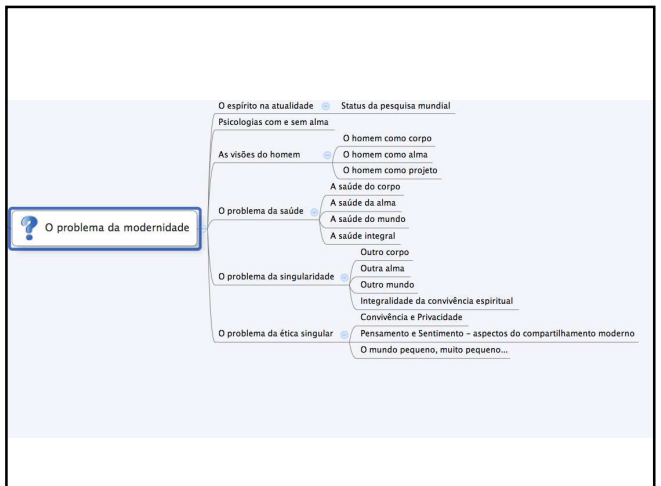 O problema da modernidade
O espírito na atualidade
Status da pesquisa mundial
Psicologias com e sem alma
As visões do homem
O homem como corpo
O homem como alma
O homem como projeto
O problema da saúde
A saúde do corpo
A saúde da alma
A saúde do mundo
A saúde integral
O problema da singularidade
Outro corpo
Outra alma
Outro mundo
Integralidade da convivência espiritual
O problema da ética singular
Convivência e Privacidade
Pensamento e Sentimento – aspectos do compartilhamento moderno
O mundo pequeno, muito pequeno...